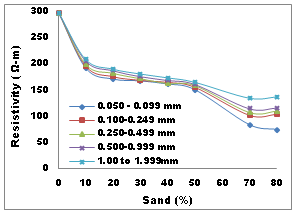 300
250
200
150
100
50
0
Resistivity (Ω-m)
0.050 - 0.099 mm
0.100-0.249 mm
0.250-0.499 mm
0.500-0.999 mm
1.00 to 1.999mm
0 10 20 30 40 50 60 70 80
Sand (%)